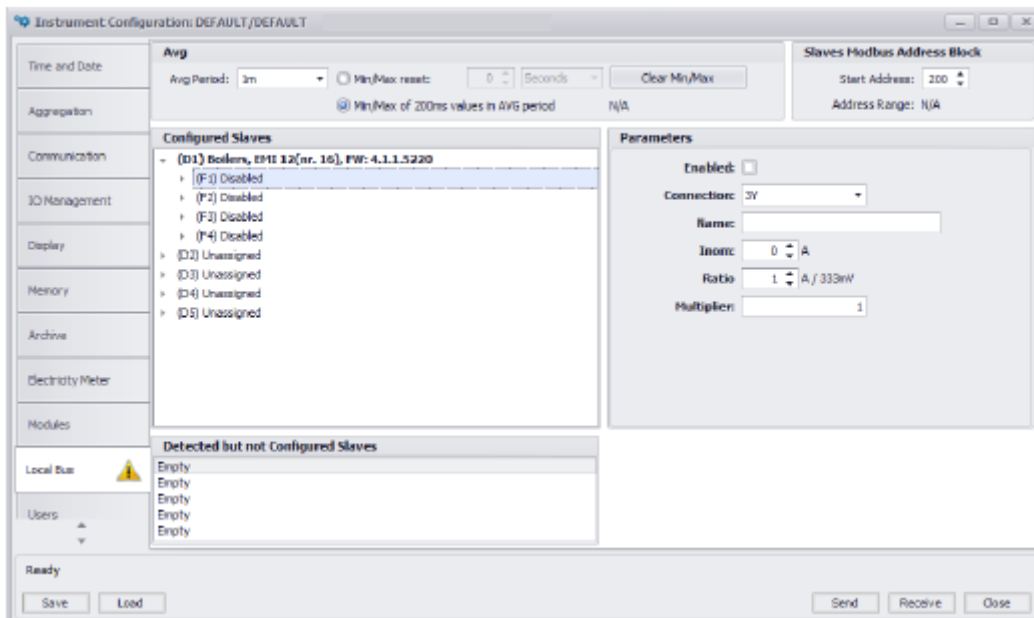 Instrument Configuration: DEFAULT/DEFAULT
Time and Date
Aggregation
Communication
IO Management
Display
Memory
Archive
Electricity Meter
Modules
Local Bus
Users
Avg
Avg Period: 1m
Min/Max reset: 0 Seconds
Clear Min/Max
Min/Max of 200ms values in AVG period N/A
Slaves Modbus Address Block
Start Address: 200
Address Range: N/A
Configured Slaves
(D1) Boilers, EMI 12(nr. 16), FW: 4.1.1.5220
(F1) Disabled
(F2) Disabled
(F3) Disabled
(F4) Disabled
(D2) Unassigned
(D3) Unassigned
(D4) Unassigned
(D5) Unassigned
Parameters
Enabled:
Connection: 3Y
Name:
Inom: 0 A
Ratio 1 A / 333mV
Multiplier: 1
Detected but not Configured Slaves
Empty
Empty
Empty
Empty
Empty
Ready
Save Load Send Receive Close